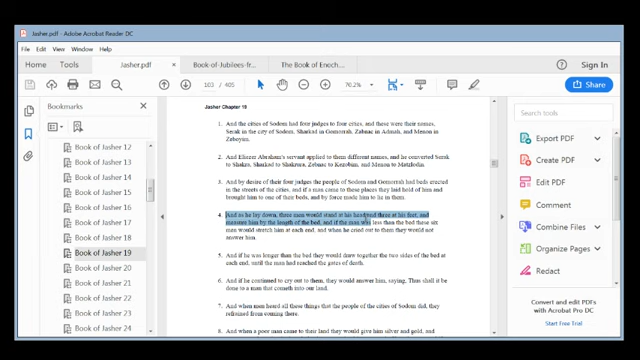 Jasher.pdf - Adobe Acrobat Reader DC
File Edit View Window Help
Home Tools Jasher.pdf × Book-of-Jubilees-fr... The Book of Enoch Sign In
103 / 405 70.2% Share
Bookmarks ×
Book of Jasher 12
Book of Jasher 13
Book of Jasher 14
Book of Jasher 15
Book of Jasher 16
Book of Jasher 17
Book of Jasher 18
Book of Jasher 19
Book of Jasher 20
Book of Jasher 21
Book of Jasher 22
Book of Jasher 23
Book of Jasher 24
Jasher Chapter 19
1. And the cities of Sodom had four judges to four cities, and these were their names,
Serak in the city of Sodom, Sharkad in Gomorrah, Zabnac in Admah, and Menon in
Zeboyim.
2. And Eliezer Abraham's servant applied to them different names, and he converted Serak
to Shakra, Sharkad to Shakrura, Zebnac to Kezobim, and Menon to Matzlodin.
3. And by desire of their four judges the people of Sodom and Gomorrah had beds erected
in the streets of the cities, and if a man came to these places they laid hold of him and
brought him to one of their beds, and by force made him to lie in them.
4. And as he lay down, three men would stand at his head and three at his feet, and
measure him by the length of the bed, and if the man was less than the bed these six
men would stretch him at each end, and when he cried out to them they would not
answer him.
5. And if he was longer than the bed they would draw together the two sides of the bed at
each end, until the man had reached the gates of death.
6. And if he continued to cry out to them, they would answer him, saying, Thus shall it be
done to a man that cometh into our land.
7. And when men heard all these things that the people of the cities of Sodom did, they
refrained from coming there.
8. And when a poor man came to their land they would give him silver and gold, and
Search tools
Export PDF
Create PDF
Edit PDF
Comment
Combine Files
Organize Pages
Redact
Convert and edit PDFs
with Acrobat Pro DC
Start Free Trial